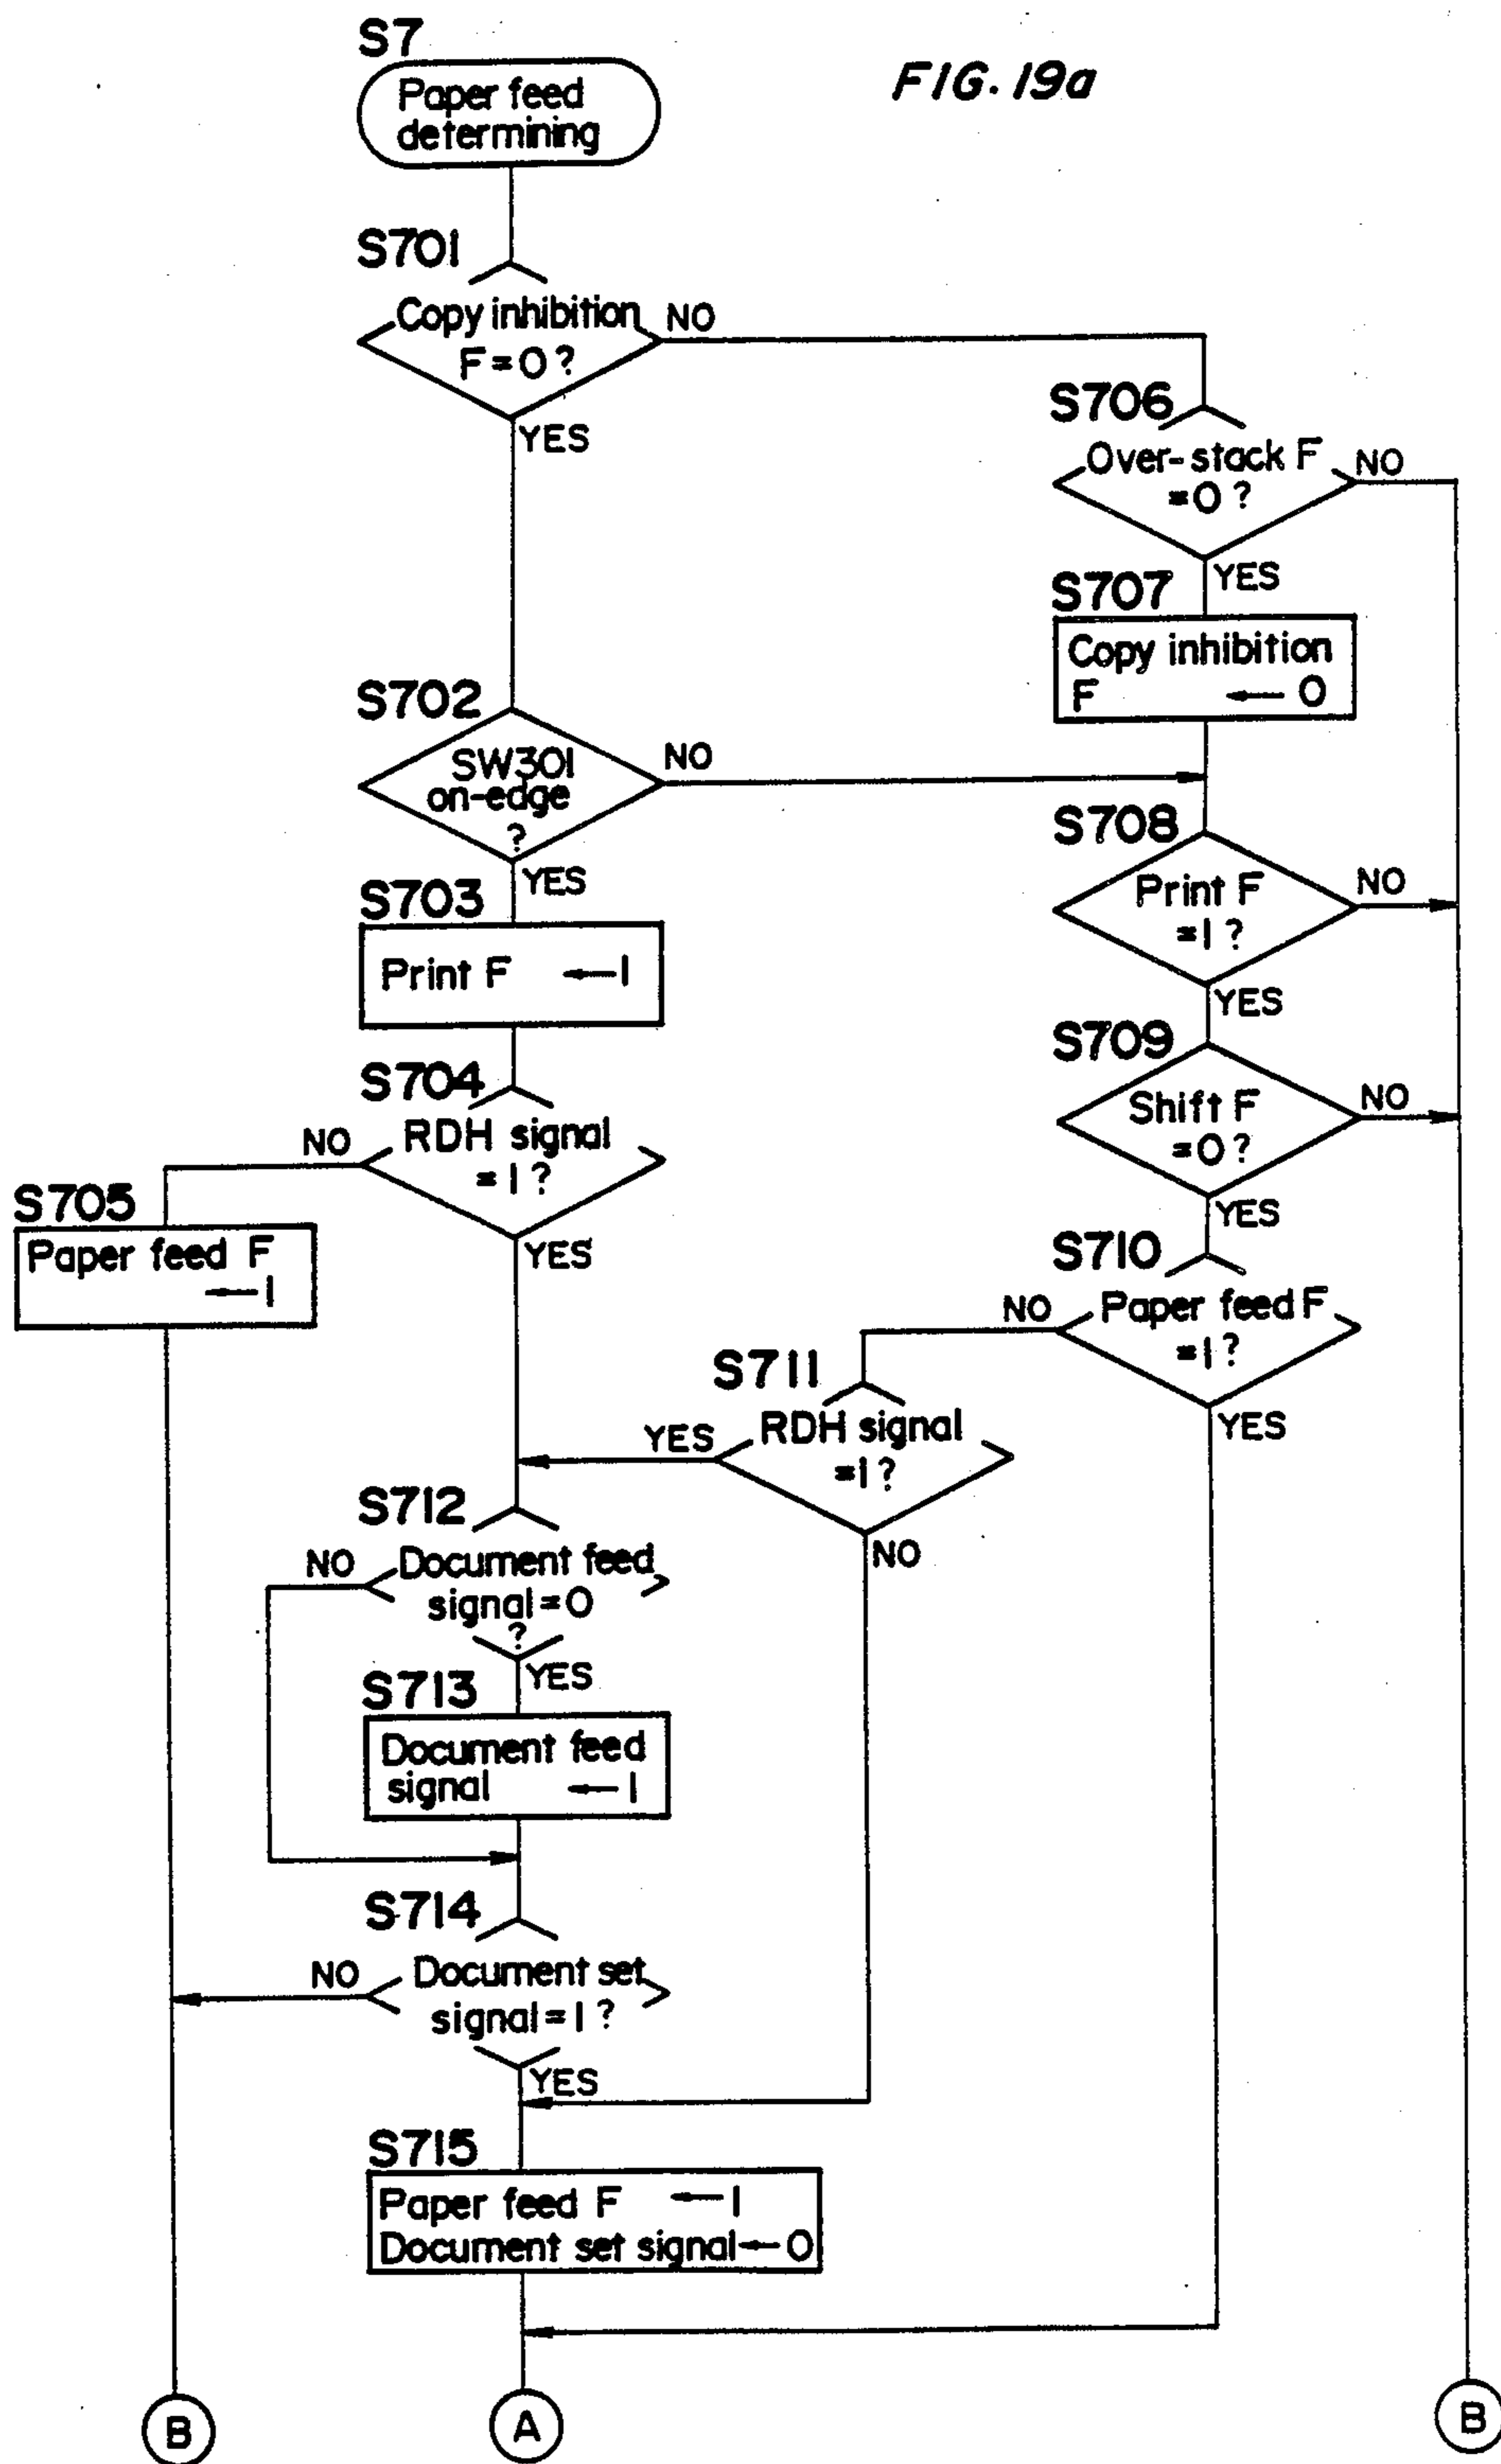 FIG. 19a
S7
Paper feed
determining
S701
Copy inhibition
F=0?
NO
YES
S706
Over-stack F
=0?
NO
YES
S707
Copy inhibition
F ← 0
S702
SW301
on-edge
?
NO
YES
S703
Print F ←1
S708
Print F
=1?
NO
YES
S704
RDH signal
=1?
NO
YES
S709
Shift F
=0?
NO
YES
S705
Paper feed F
←1
S710
Paper feed F
=1?
NO
YES
S711
RDH signal
=1?
YES
NO
S712
Document feed
signal=0
?
NO
YES
S713
Document feed
signal ←1
S714
Document set
signal=1?
NO
YES
S715
Paper feed F ←1
Document set signal←0
B
A
B